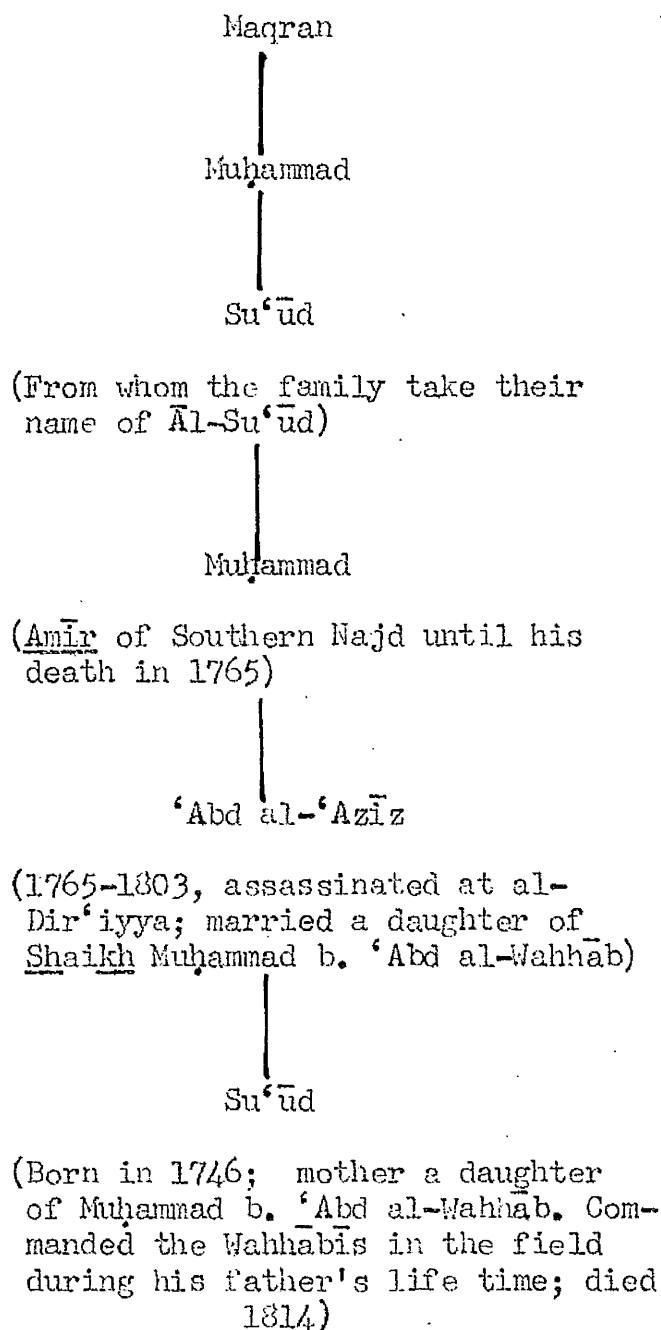 Maqran
Muḥammad
Su‘ūd
(From whom the family take their
name of Āl-Su‘ūd)
Muḥammad
(Amīr of Southern Najd until his
death in 1765)
‘Abd al-‘Azīz
(1765-1803, assassinated at al-
Dir‘iyya; married a daughter of
Shaikh Muḥammad b. ‘Abd al-Wahhāb)
Su‘ūd
(Born in 1746; mother a daughter
of Muḥammad b. ‘Abd al-Wahhāb. Com-
manded the Wahhābīs in the field
during his father's life time; died
1814)